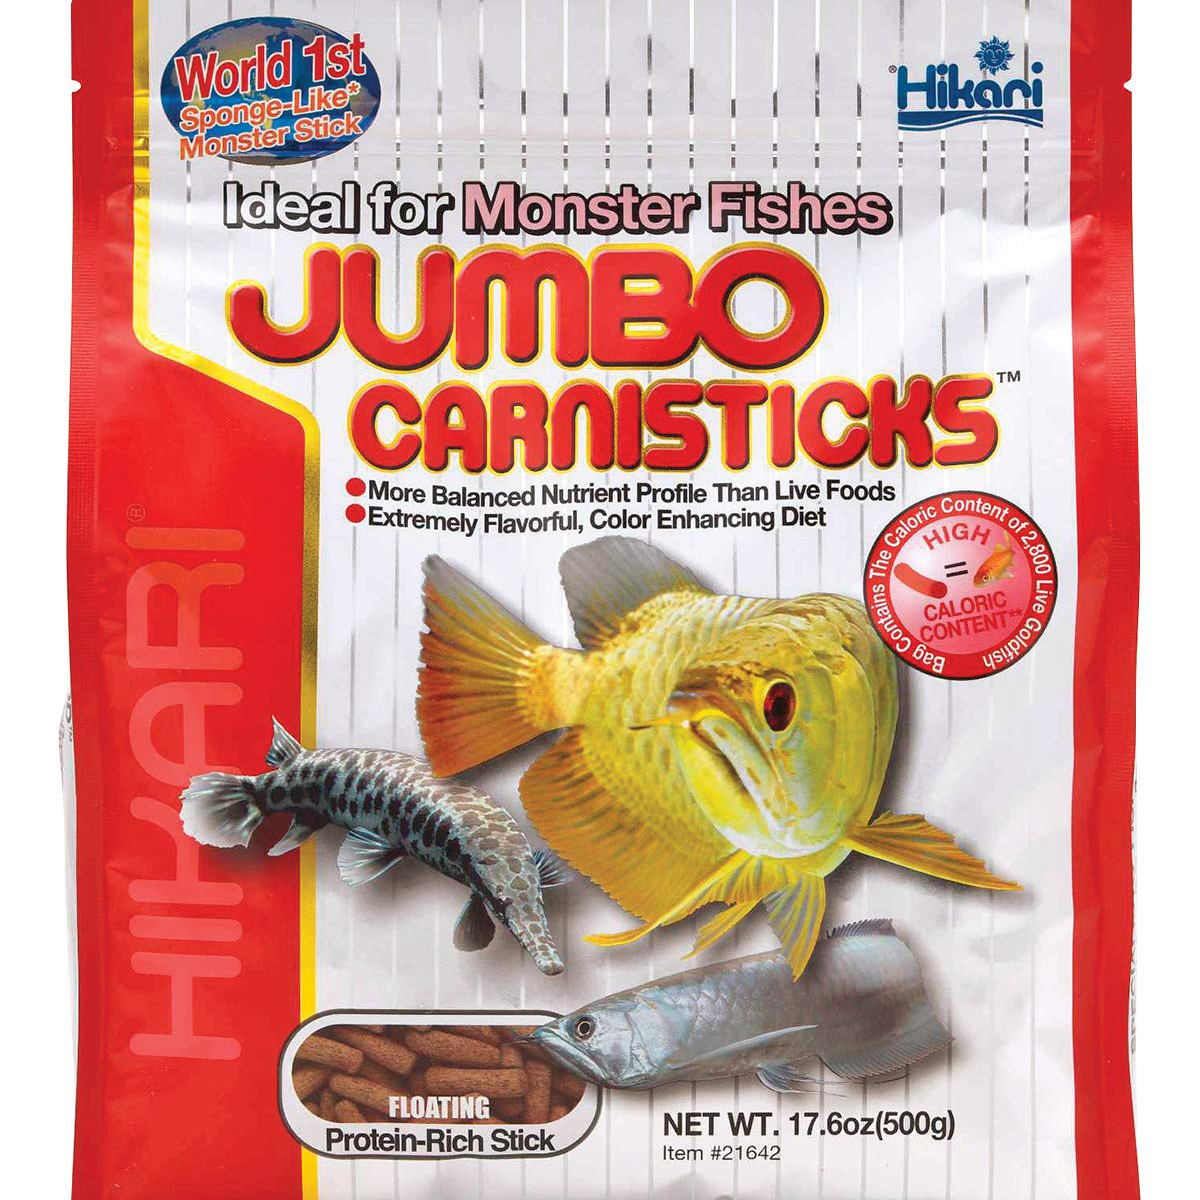 World 1st
Sponge-Like*
Monster Stick
®Hikari
Ideal for Monster Fishes
JUMBO
CARNISTICKS™
●More Balanced Nutrient Profile Than Live Foods
●Extremely Flavorful, Color Enhancing Diet
Bag Contains The Caloric Content of 2,800 Live Goldfish
HIGH
=
CALORIC
CONTENT**
HIKARI®
FLOATING
Protein-Rich Stick
NET WT. 17.6oz(500g)
Item #21642